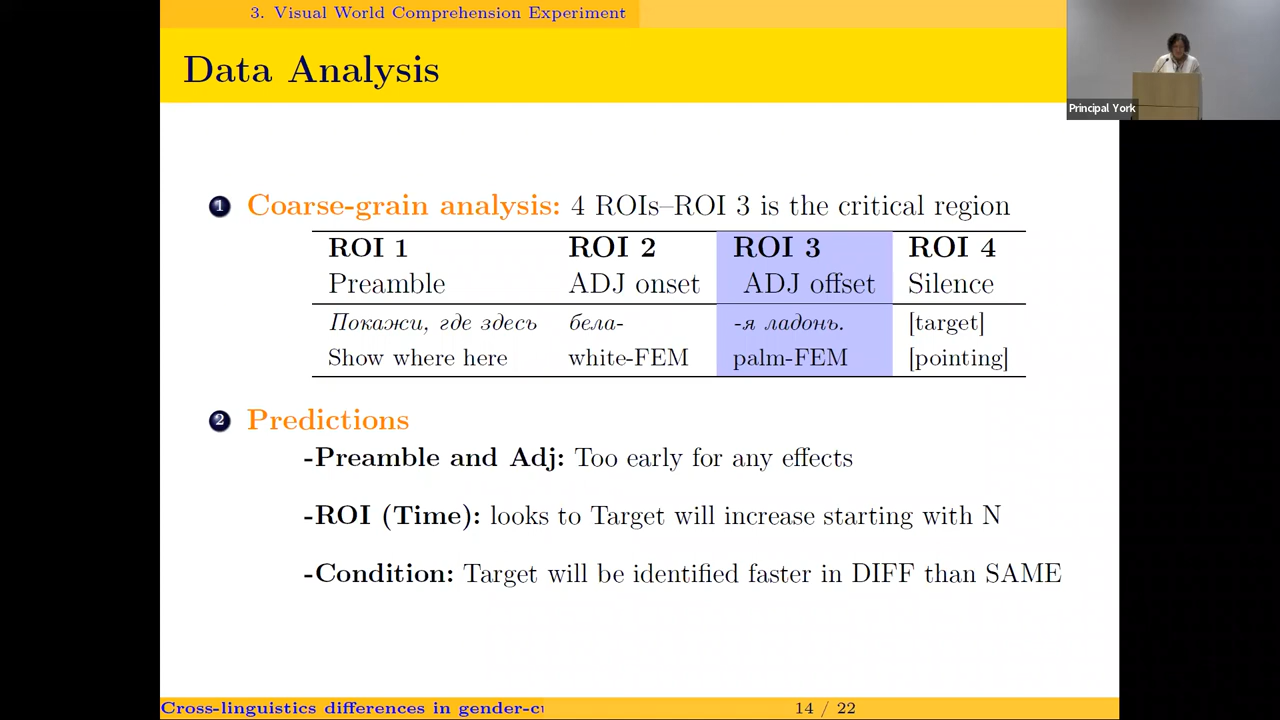 3. Visual World Comprehension Experiment
Data Analysis
Principal York
1 Coarse-grain analysis: 4 ROIs–ROI 3 is the critical region
ROI 1 ROI 2 ROI 3 ROI 4
Preamble ADJ onset ADJ offset Silence
Покажи, где здесь бела- -я ладонь. [target]
Show where here white-FEM palm-FEM [pointing]
2 Predictions
-Preamble and Adj: Too early for any effects
-ROI (Time): looks to Target will increase starting with N
-Condition: Target will be identified faster in DIFF than SAME
Cross-linguistics differences in gender-cu 14 / 22